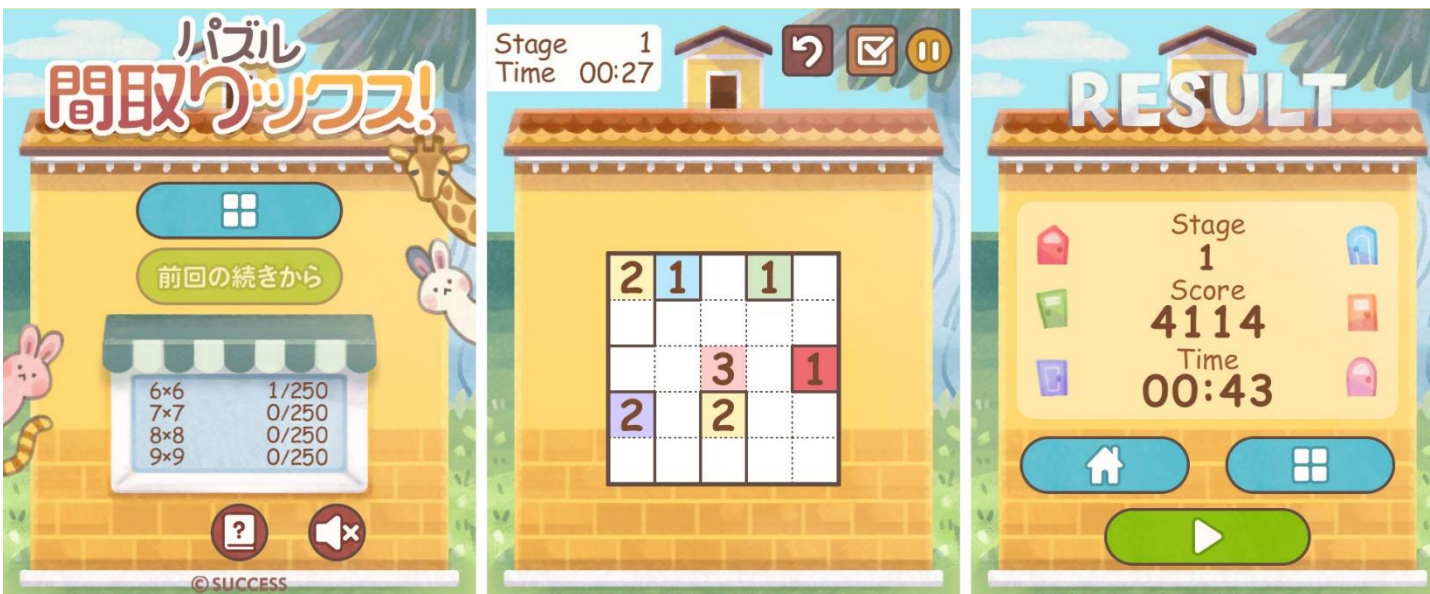 パズル
間取りックス!
前回の続きから
6×6 1/250
7×7 0/250
8×8 0/250
9×9 0/250
?
©SUCCESS
Stage 1
Time 00:27
2 1 1
3 1
2 2
RESULT
Stage
1
Score
4114
Time
00:43